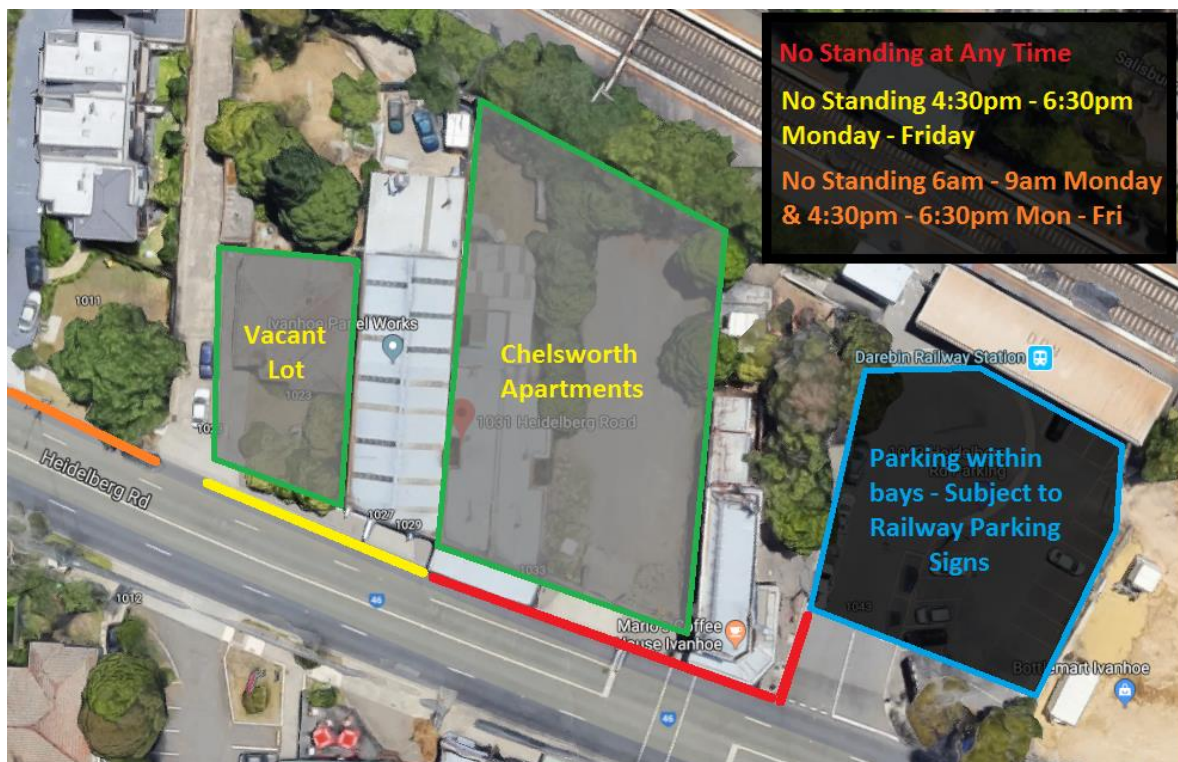 No Standing at Any Time
Salisbu
No Standing 4:30pm - 6:30pm
Monday - Friday
No Standing 6am - 9am Monday
& 4:30pm - 6:30pm Mon - Fri
1011
Vacant
Lot
Ivanhoe Panel Works
1023
Chelsworth
Apartments
1031 Heidelberg Road
Darebin Railway Station
Parking within
bays - Subject to
Railway Parking
Signs
Heidelberg Rd
1027
1029
1033
1012
46
Mario's Coffee
House Ivanhoe
1043
Bottlemart Ivanhoe
46